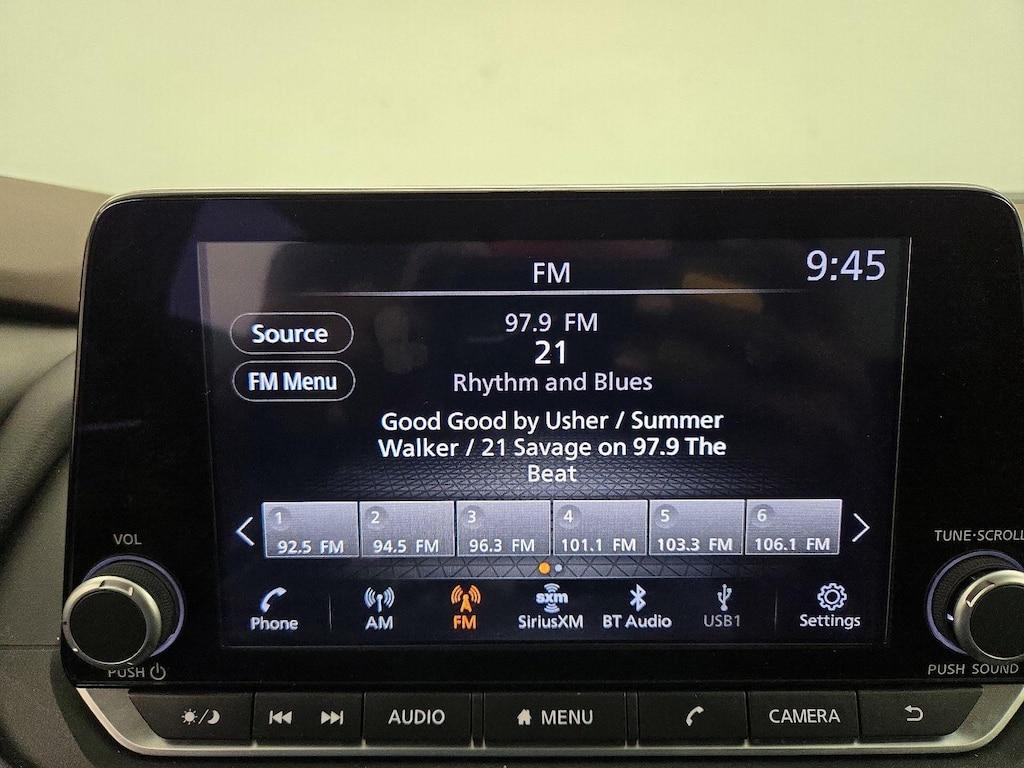 FM
9:45
Source
FM Menu
97.9 FM
21
Rhythm and Blues
Good Good by Usher / Summer
Walker / 21 Savage on 97.9 The
Beat
1 92.5 FM
2 94.5 FM
3 96.3 FM
4 101.1 FM
5 103.3 FM
6 106.1 FM
Phone
AM
FM
sxm
SiriusXM
BT Audio
USB1
Settings
VOL
PUSH
TUNE·SCROLL
PUSH SOUND
AUDIO
MENU
CAMERA